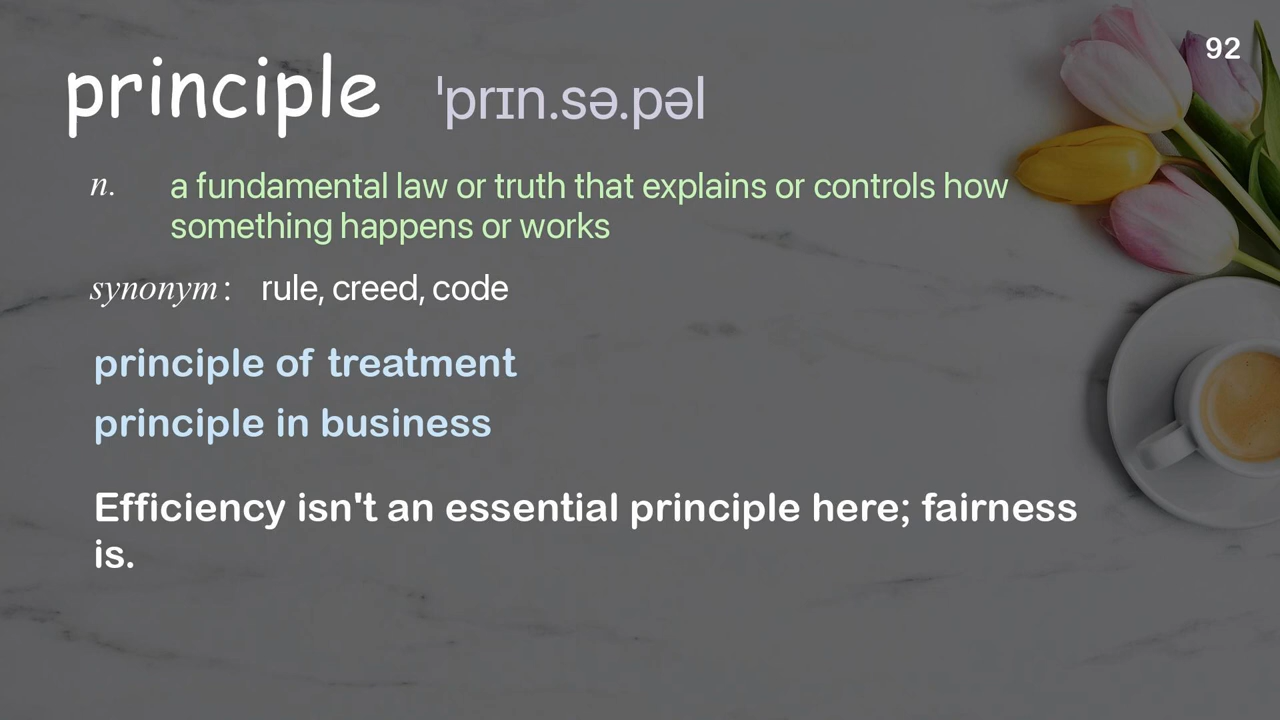 92
principle ˈprɪn.sə.pəl
n. a fundamental law or truth that explains or controls how
something happens or works
synonym: rule, creed, code
principle of treatment
principle in business
Efficiency isn't an essential principle here; fairness
is.